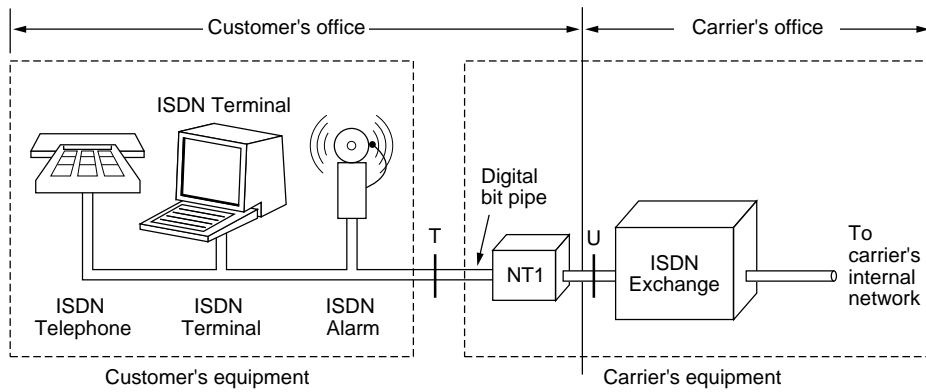 Customer's office
Carrier's office
ISDN Terminal
Digital
bit pipe
T
U
NT1
ISDN
Exchange
To
carrier's
internal
network
ISDN
Telephone
ISDN
Terminal
ISDN
Alarm
Customer's equipment
Carrier's equipment